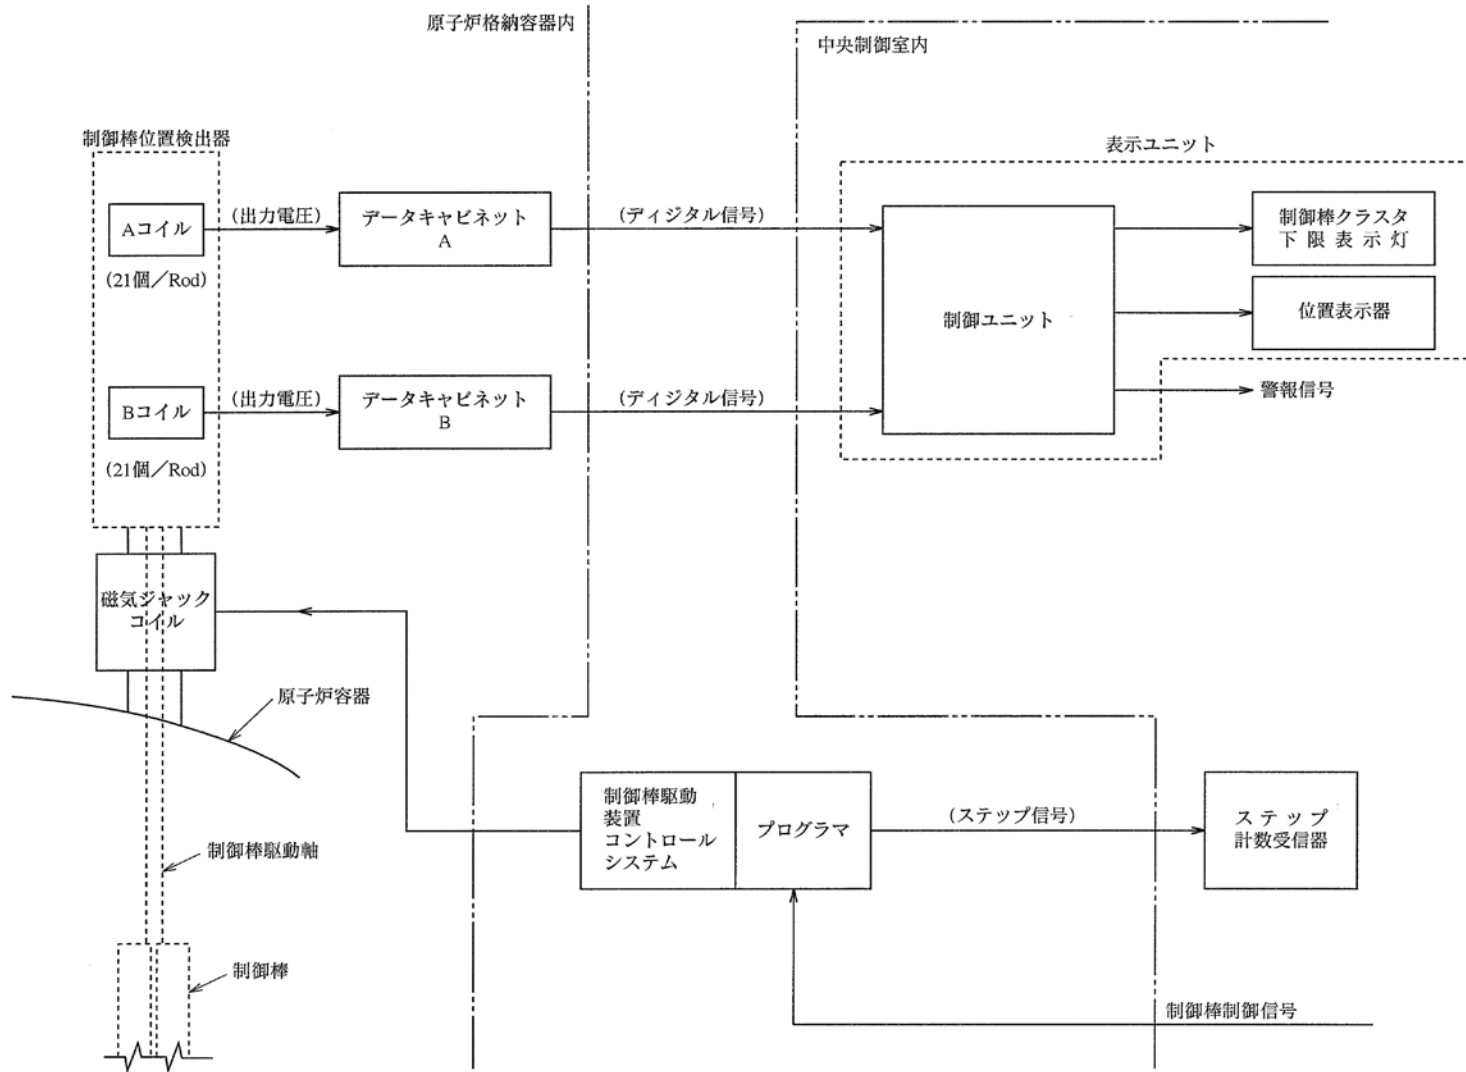 原子炉格納容器内
中央制御室内
制御棒位置検出器
表示ユニット
Aコイル
(21個／Rod)
(出力電圧)
データキャビネット
A
(ディジタル信号)
制御ユニット
制御棒クラスタ
下限表示灯
位置表示器
警報信号
Bコイル
(21個／Rod)
(出力電圧)
データキャビネット
B
(ディジタル信号)
磁気ジャック
コイル
原子炉容器
制御棒駆動軸
制御棒
制御棒駆動
装置
コントロール
システム
プログラマ
(ステップ信号)
ステップ
計数受信器
制御棒制御信号